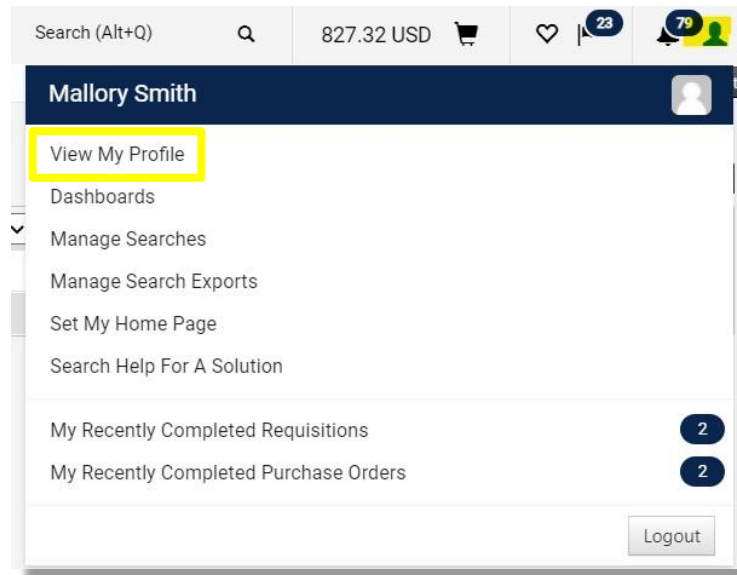 Search (Alt+Q) 827.32 USD 23 79
Mallory Smith
View My Profile
Dashboards
Manage Searches
Manage Search Exports
Set My Home Page
Search Help For A Solution
My Recently Completed Requisitions 2
My Recently Completed Purchase Orders 2
Logout